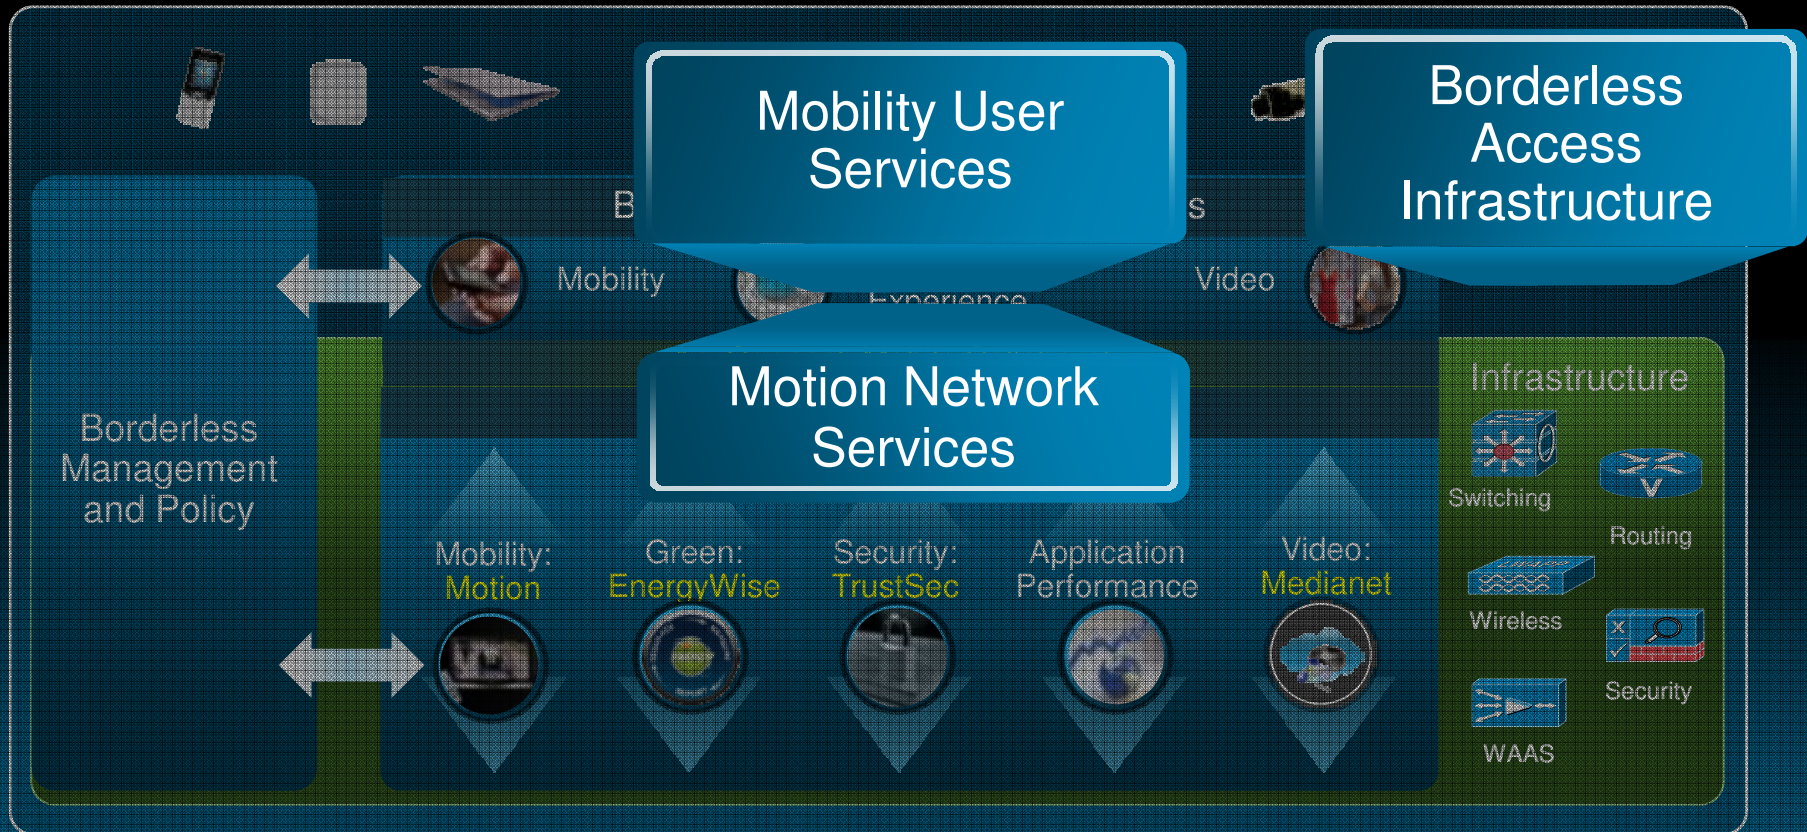 Mobility User
Services
Borderless
Access
Infrastructure
Mobility
Experience
Video
Motion Network
Services
Borderless
Management
and Policy
Infrastructure
Switching
Routing
Wireless
Security
WAAS
Mobility:
Motion
Green:
EnergyWise
Security:
TrustSec
Application
Performance
Video:
Medianet